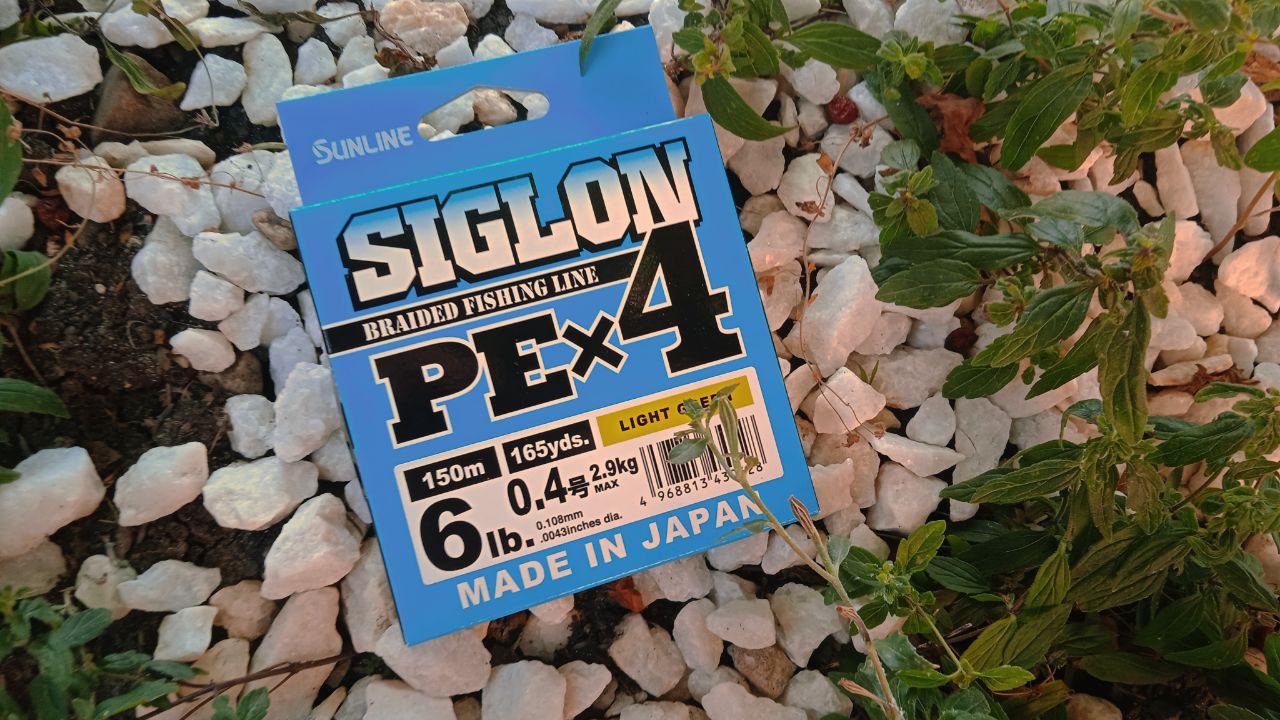 SUNLINE
SIGLON
BRAIDED FISHING LINE
PE×4
150m 165yds. LIGHT
6lb. 0.4号 2.9kg MAX
0.108mm
.0043inches dia.
MADE IN JAPAN